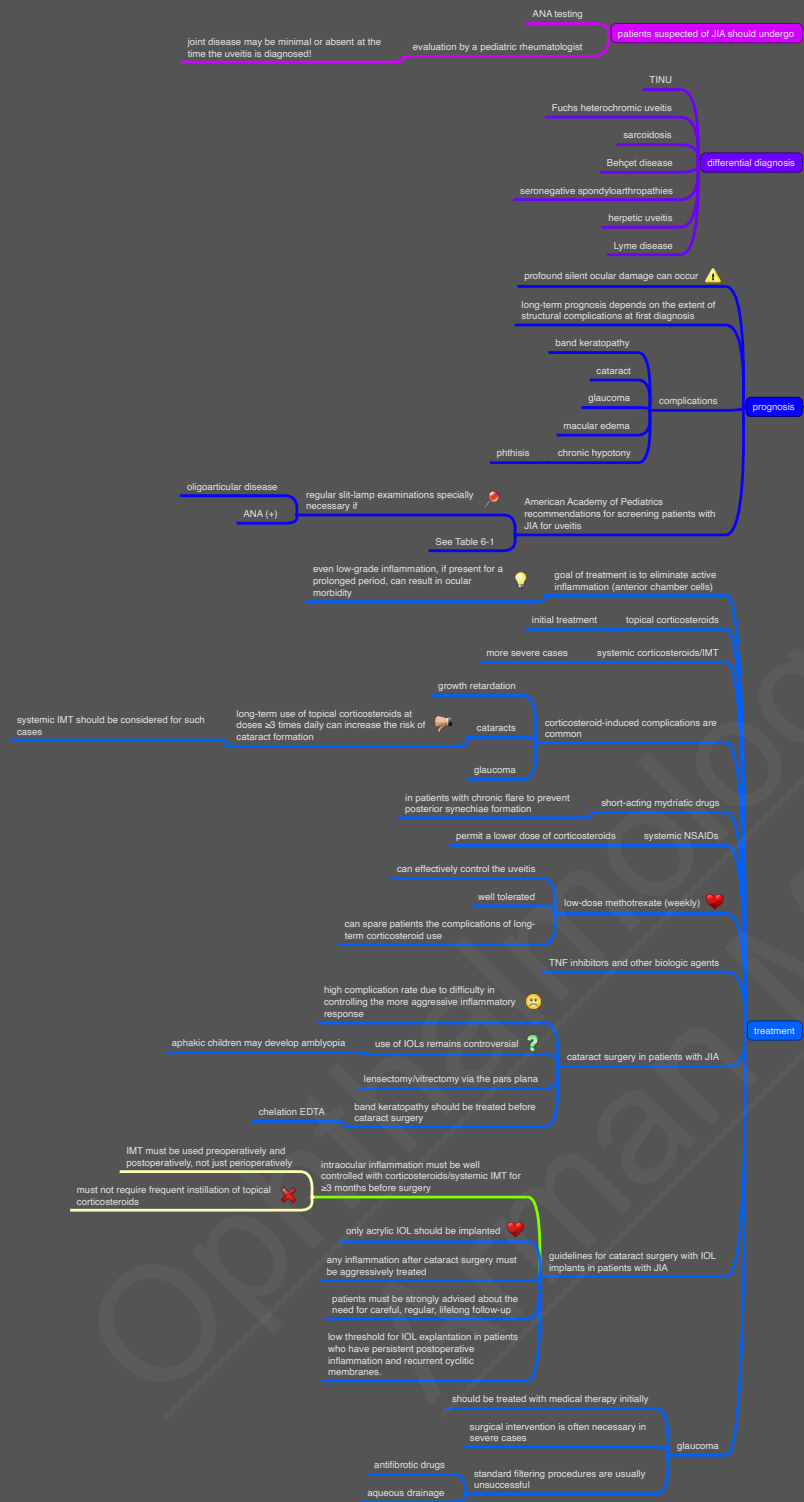 patients suspected of JIA should undergo
ANA testing
evaluation by a pediatric rheumatologist
joint disease may be minimal or absent at the
time the uveitis is diagnosed!
differential diagnosis
TINU
Fuchs heterochromic uveitis
sarcoidosis
Behçet disease
seronegative spondyloarthropathies
herpetic uveitis
Lyme disease
prognosis
profound silent ocular damage can occur
long-term prognosis depends on the extent of
structural complications at first diagnosis
complications
band keratopathy
cataract
glaucoma
macular edema
chronic hypotony
phthisis
American Academy of Pediatrics
recommendations for screening patients with
JIA for uveitis
regular slit-lamp examinations specially
necessary if
oligoarticular disease
ANA (+)
See Table 6-1
treatment
goal of treatment is to eliminate active
inflammation (anterior chamber cells)
even low-grade inflammation, if present for a
prolonged period, can result in ocular
morbidity
topical corticosteroids
initial treatment
systemic corticosteroids/IMT
more severe cases
corticosteroid-induced complications are
common
growth retardation
cataracts
long-term use of topical corticosteroids at
doses ≥3 times daily can increase the risk of
cataract formation
systemic IMT should be considered for such
cases
glaucoma
short-acting mydriatic drugs
in patients with chronic flare to prevent
posterior synechiae formation
systemic NSAIDs
permit a lower dose of corticosteroids
low-dose methotrexate (weekly)
can effectively control the uveitis
well tolerated
can spare patients the complications of long-
term corticosteroid use
TNF inhibitors and other biologic agents
cataract surgery in patients with JIA
high complication rate due to difficulty in
controlling the more aggressive inflammatory
response
use of IOLs remains controversial
aphakic children may develop amblyopia
lensectomy/vitrectomy via the pars plana
band keratopathy should be treated before
cataract surgery
chelation EDTA
guidelines for cataract surgery with IOL
implants in patients with JIA
intraocular inflammation must be well
controlled with corticosteroids/systemic IMT for
≥3 months before surgery
IMT must be used preoperatively and
postoperatively, not just perioperatively
must not require frequent instillation of topical
corticosteroids
only acrylic IOL should be implanted
any inflammation after cataract surgery must
be aggressively treated
patients must be strongly advised about the
need for careful, regular, lifelong follow-up
low threshold for IOL explantation in patients
who have persistent postoperative
inflammation and recurrent cyclitic
membranes.
glaucoma
should be treated with medical therapy initially
surgical intervention is often necessary in
severe cases
standard filtering procedures are usually
unsuccessful
antifibrotic drugs
aqueous drainage